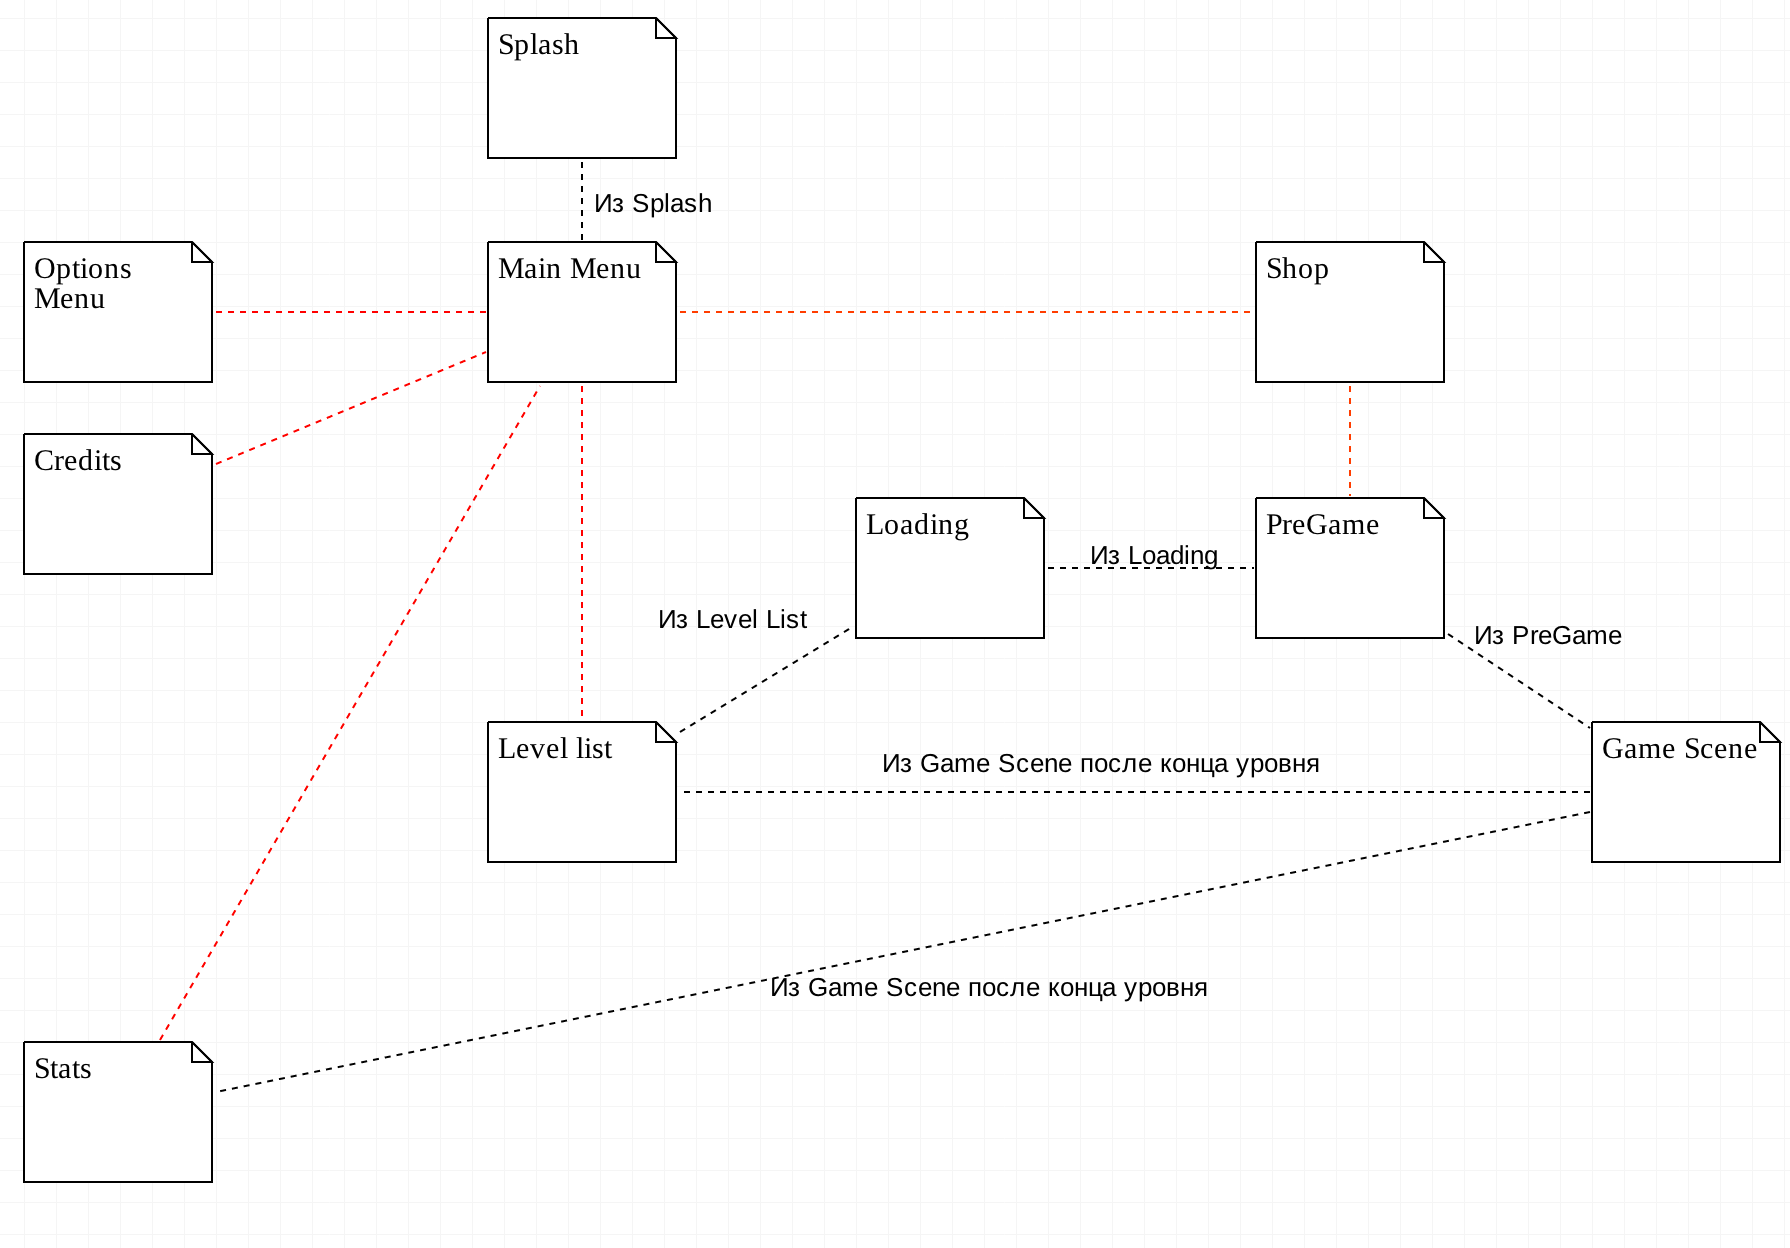 Splash
Из Splash
Options
Menu
Main Menu
Shop
Credits
Loading
Из Loading
PreGame
Из Level List
Из PreGame
Level list
Из Game Scene после конца уровня
Game Scene
Из Game Scene после конца уровня
Stats